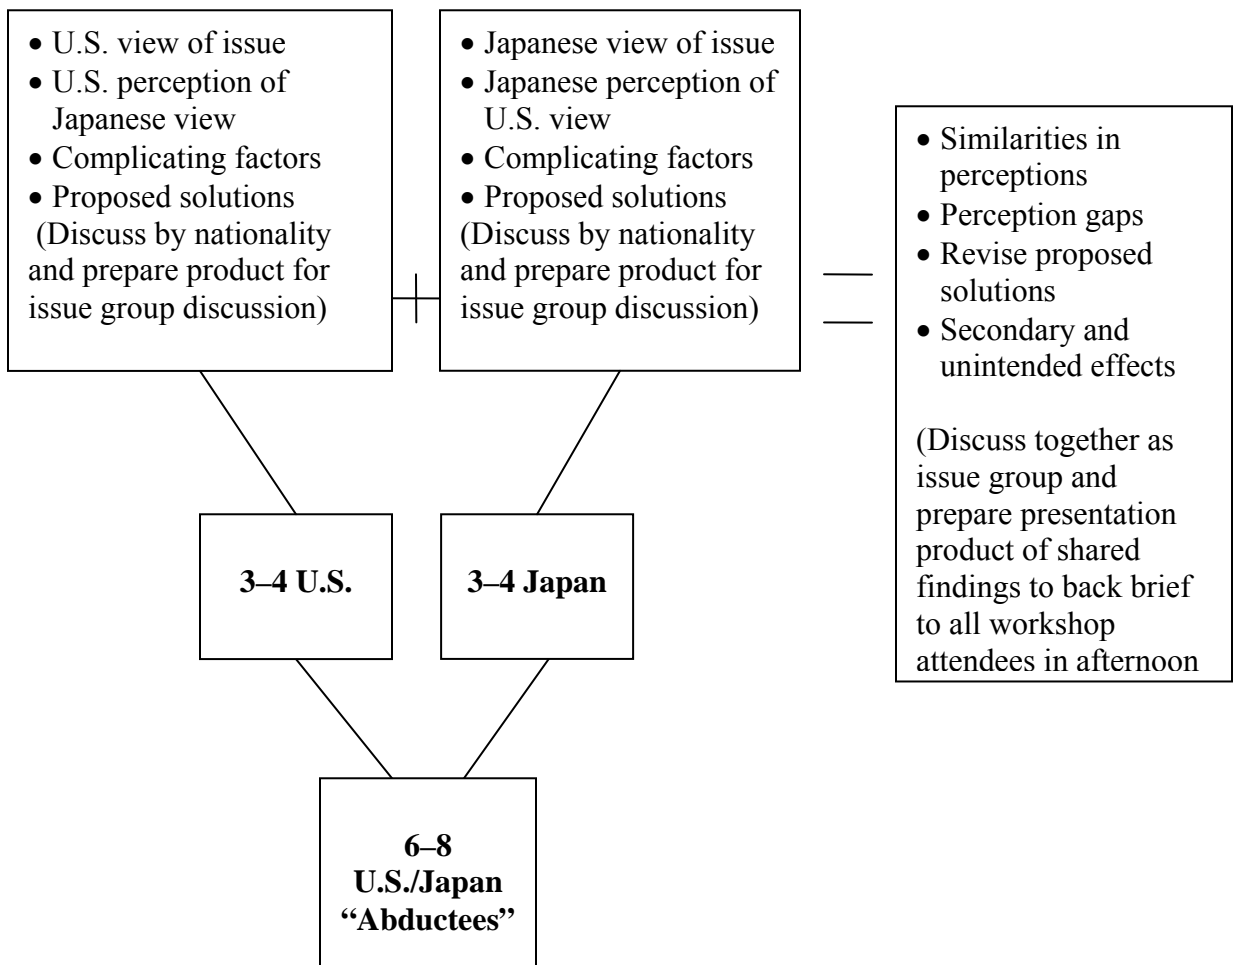 • U.S. view of issue
• U.S. perception of
Japanese view
• Complicating factors
• Proposed solutions
(Discuss by nationality
and prepare product for
issue group discussion)
• Japanese view of issue
• Japanese perception of
U.S. view
• Complicating factors
• Proposed solutions
(Discuss by nationality
and prepare product for
issue group discussion)
• Similarities in
perceptions
• Perception gaps
• Revise proposed
solutions
• Secondary and
unintended effects
(Discuss together as
issue group and
prepare presentation
product of shared
findings to back brief
to all workshop
attendees in afternoon
3–4 U.S.
3–4 Japan
6–8
U.S./Japan
“Abductees”